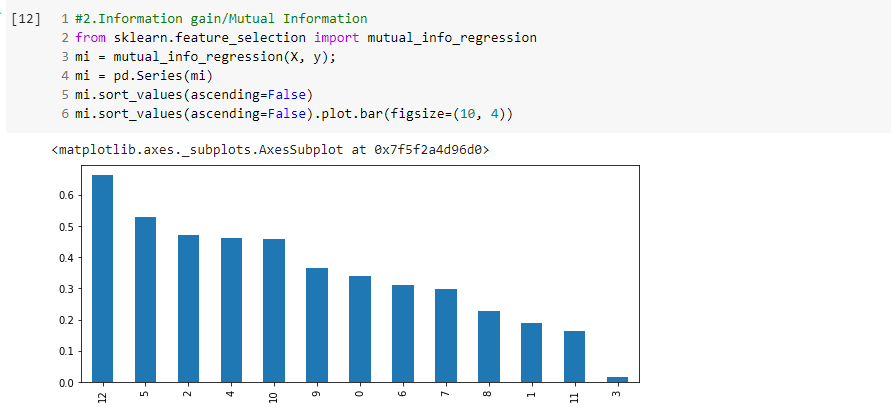 [12]
1 #2.Information gain/Mutual Information
2 from sklearn.feature_selection import mutual_info_regression
3 mi = mutual_info_regression(X, y);
4 mi = pd.Series(mi)
5 mi.sort_values(ascending=False)
6 mi.sort_values(ascending=False).plot.bar(figsize=(10, 4))
<matplotlib.axes._subplots.AxesSubplot at 0x7f5f2a4d96d0>
0.6
0.5
0.4
0.3
0.2
0.1
0.0
12 5 2 4 10 9 0 6 7 8 1 11 3